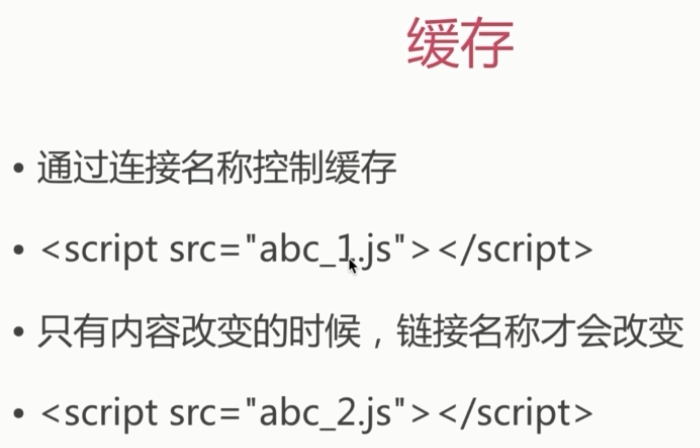 缓存
• 通过连接名称控制缓存
• <script src="abc_1.js"></script>
• 只有内容改变的时候，链接名称才会改变
• <script src="abc_2.js"></script>